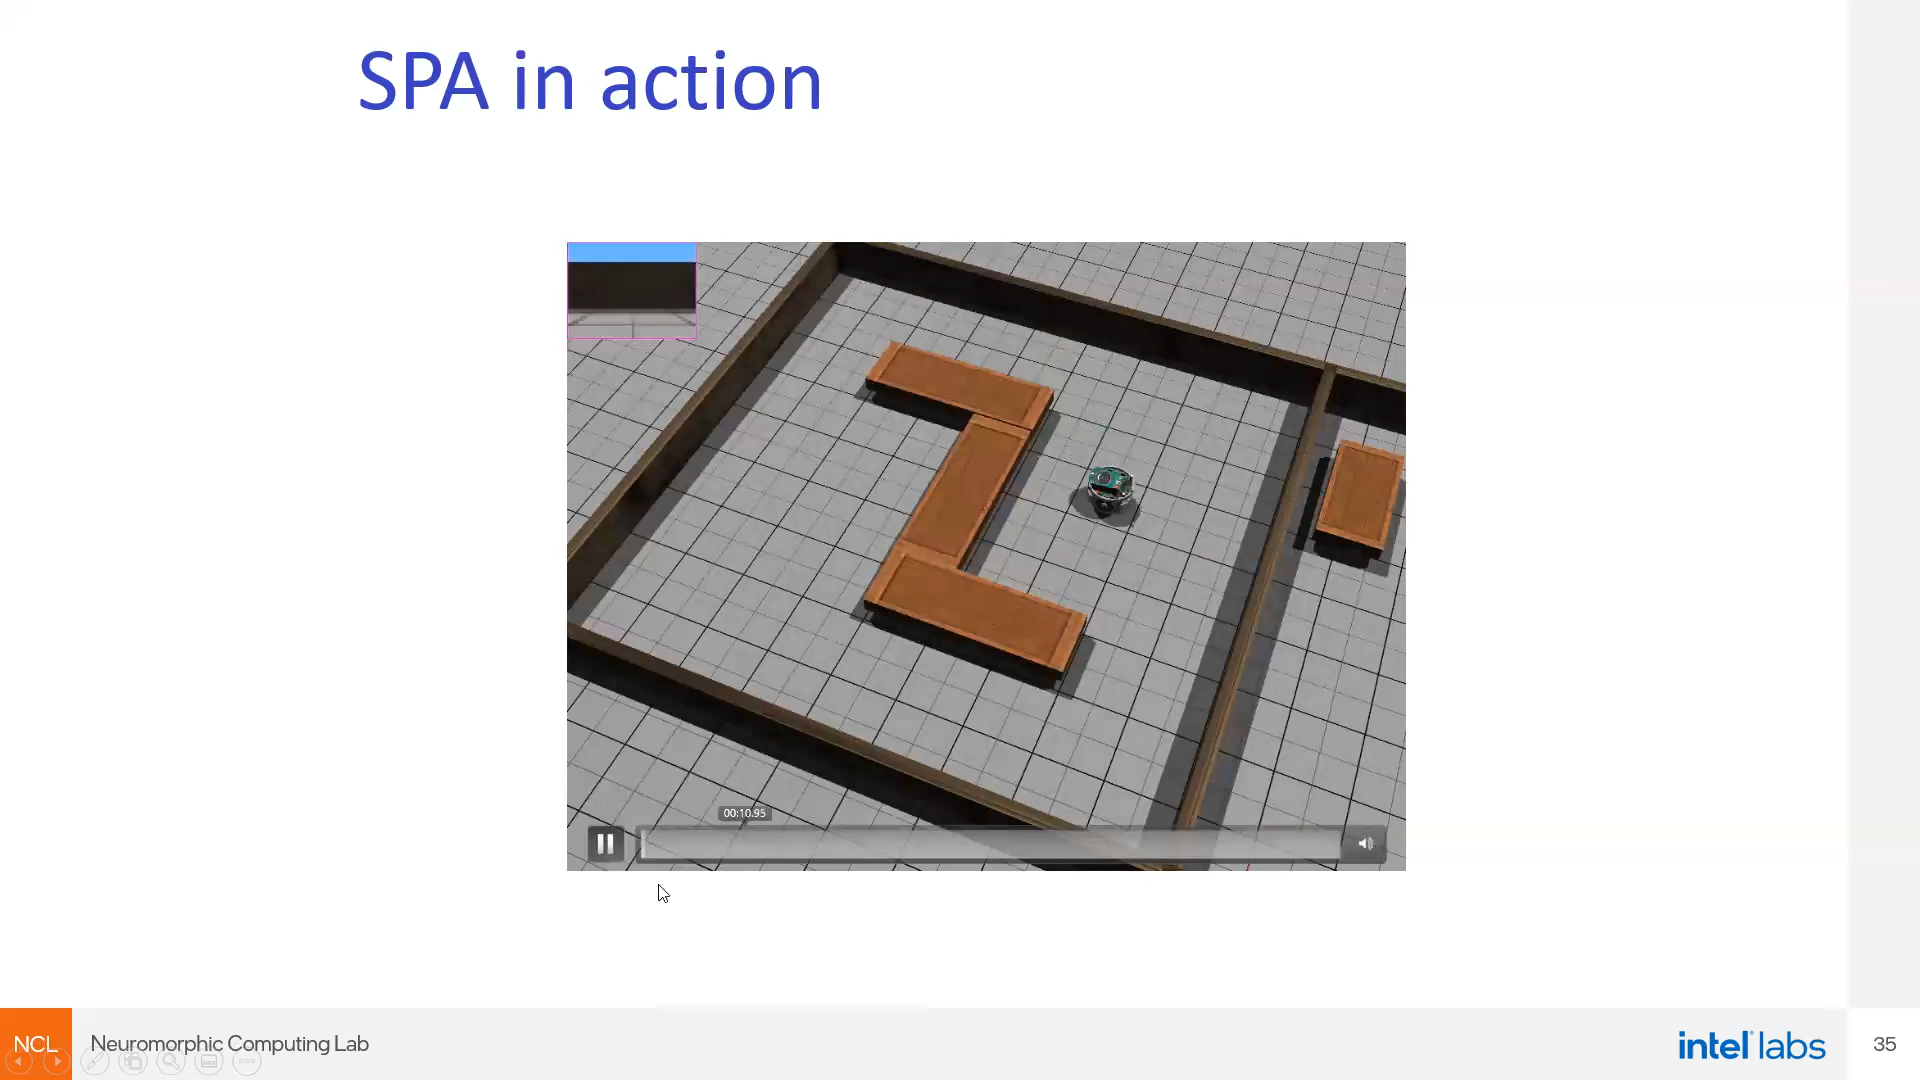 SPA in action
00:10.95
NCL
Neuromorphic Computing Lab
intel labs
35